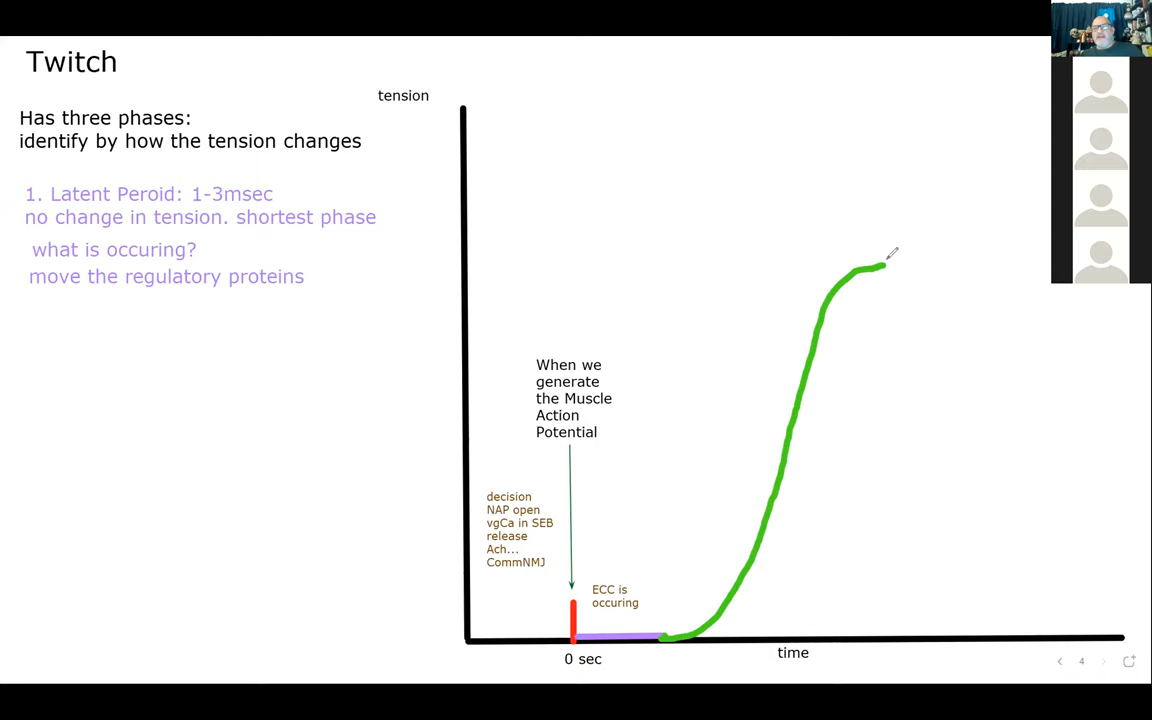 Twitch
Has three phases:
identify by how the tension changes
1. Latent Peroid: 1-3msec
no change in tension. shortest phase
what is occuring?
move the regulatory proteins
tension
When we
generate
the Muscle
Action
Potential
decision
NAP open
vgCa in SEB
release
Ach...
CommNMJ
ECC is
occuring
0 sec
time
4